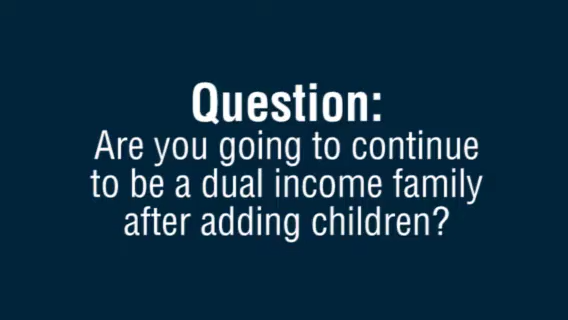 Question:
Are you going to continue
to be a dual income family
after adding children?